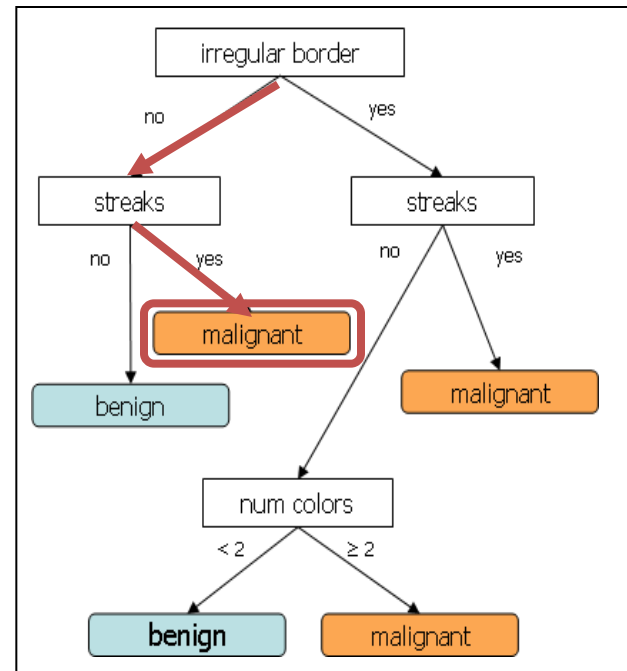 irregular border
no
yes
streaks
streaks
no
yes
no
yes
malignant
benign
malignant
num colors
< 2
≥ 2
benign
malignant